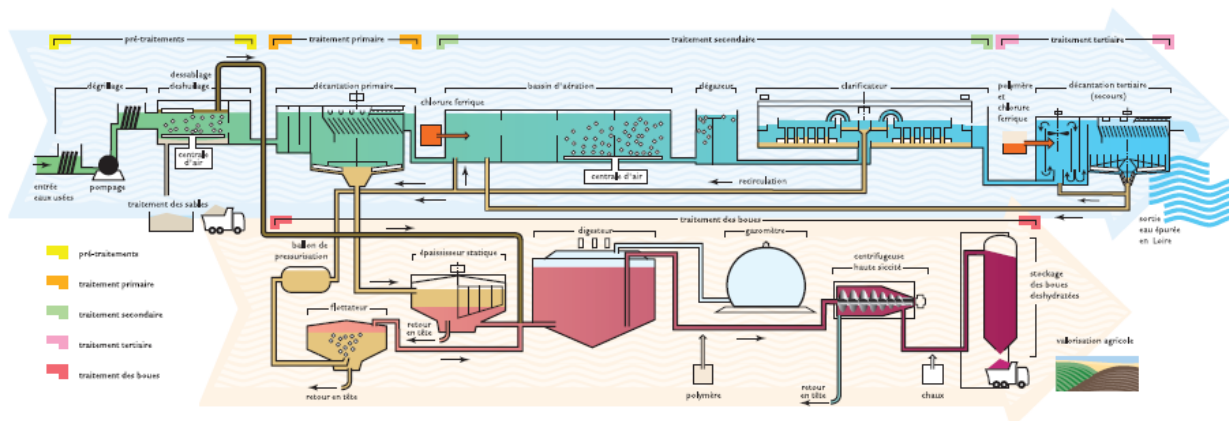 pré-traitements
traitement primaire
traitement secondaire
traitement tertiaire
dégrillage
dessablage
deshuilage
décantation primaire
chlorure ferrique
bassin d'aération
dégazeur
clarificateur
polymère
et
chlorure
ferrique
décantation tertiaire
(secours)
centrale
d'air
centrale d'air
entrée
eaux usées
pompage
recirculation
traitement des sables
traitement des boues
sortie
eau épurée
en Loire
pré-traitements
traitement primaire
traitement secondaire
traitement tertiaire
traitement des boues
ballon de
pressurisation
épaississeur statique
digesteur
gazomètre
centrifugeuse
haute siccité
stockage
des boues
deshydratées
flottateur
retour
en tête
retour en tête
polymère
retour
en tête
chaux
valorisation agricole